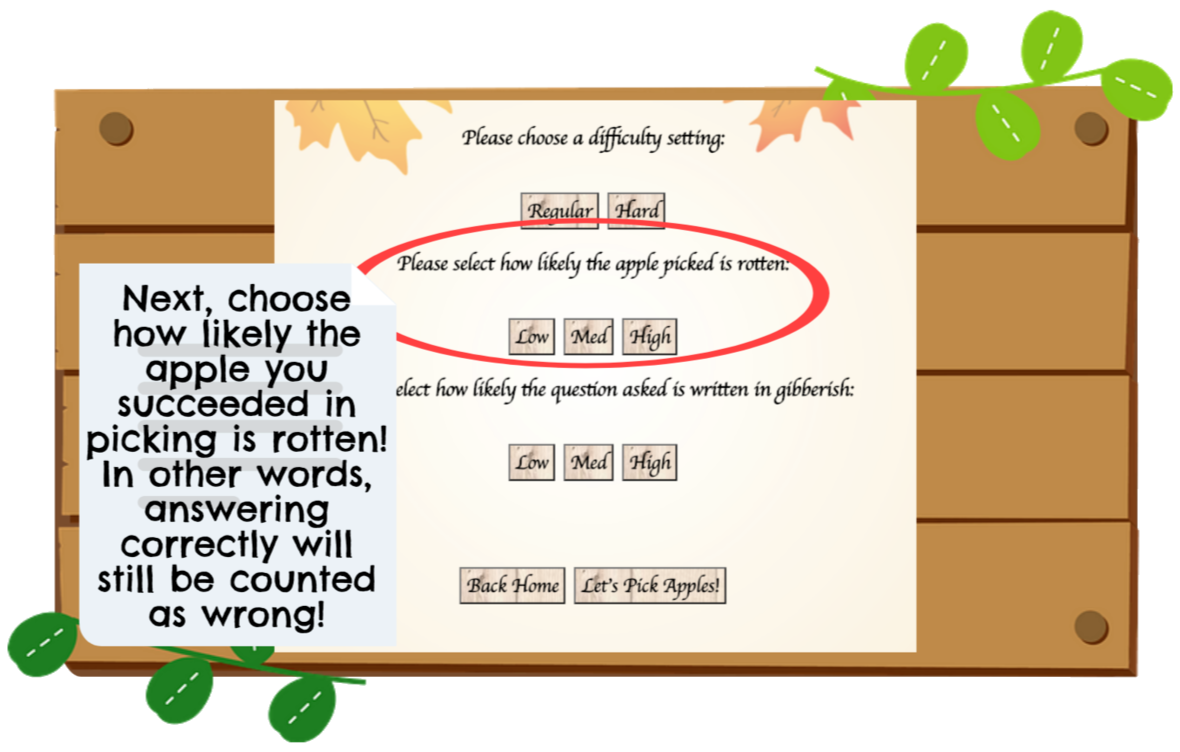 Please choose a difficulty setting:
Regular Hard
Please select how likely the apple picked is rotten:
Low Med High
elect how likely the question asked is written in gibberish:
Low Med High
Back Home Let's Pick Apples!
Next, choose
how likely the
apple you
succeeded in
picking is rotten!
In other words,
answering
correctly will
still be counted
as wrong!